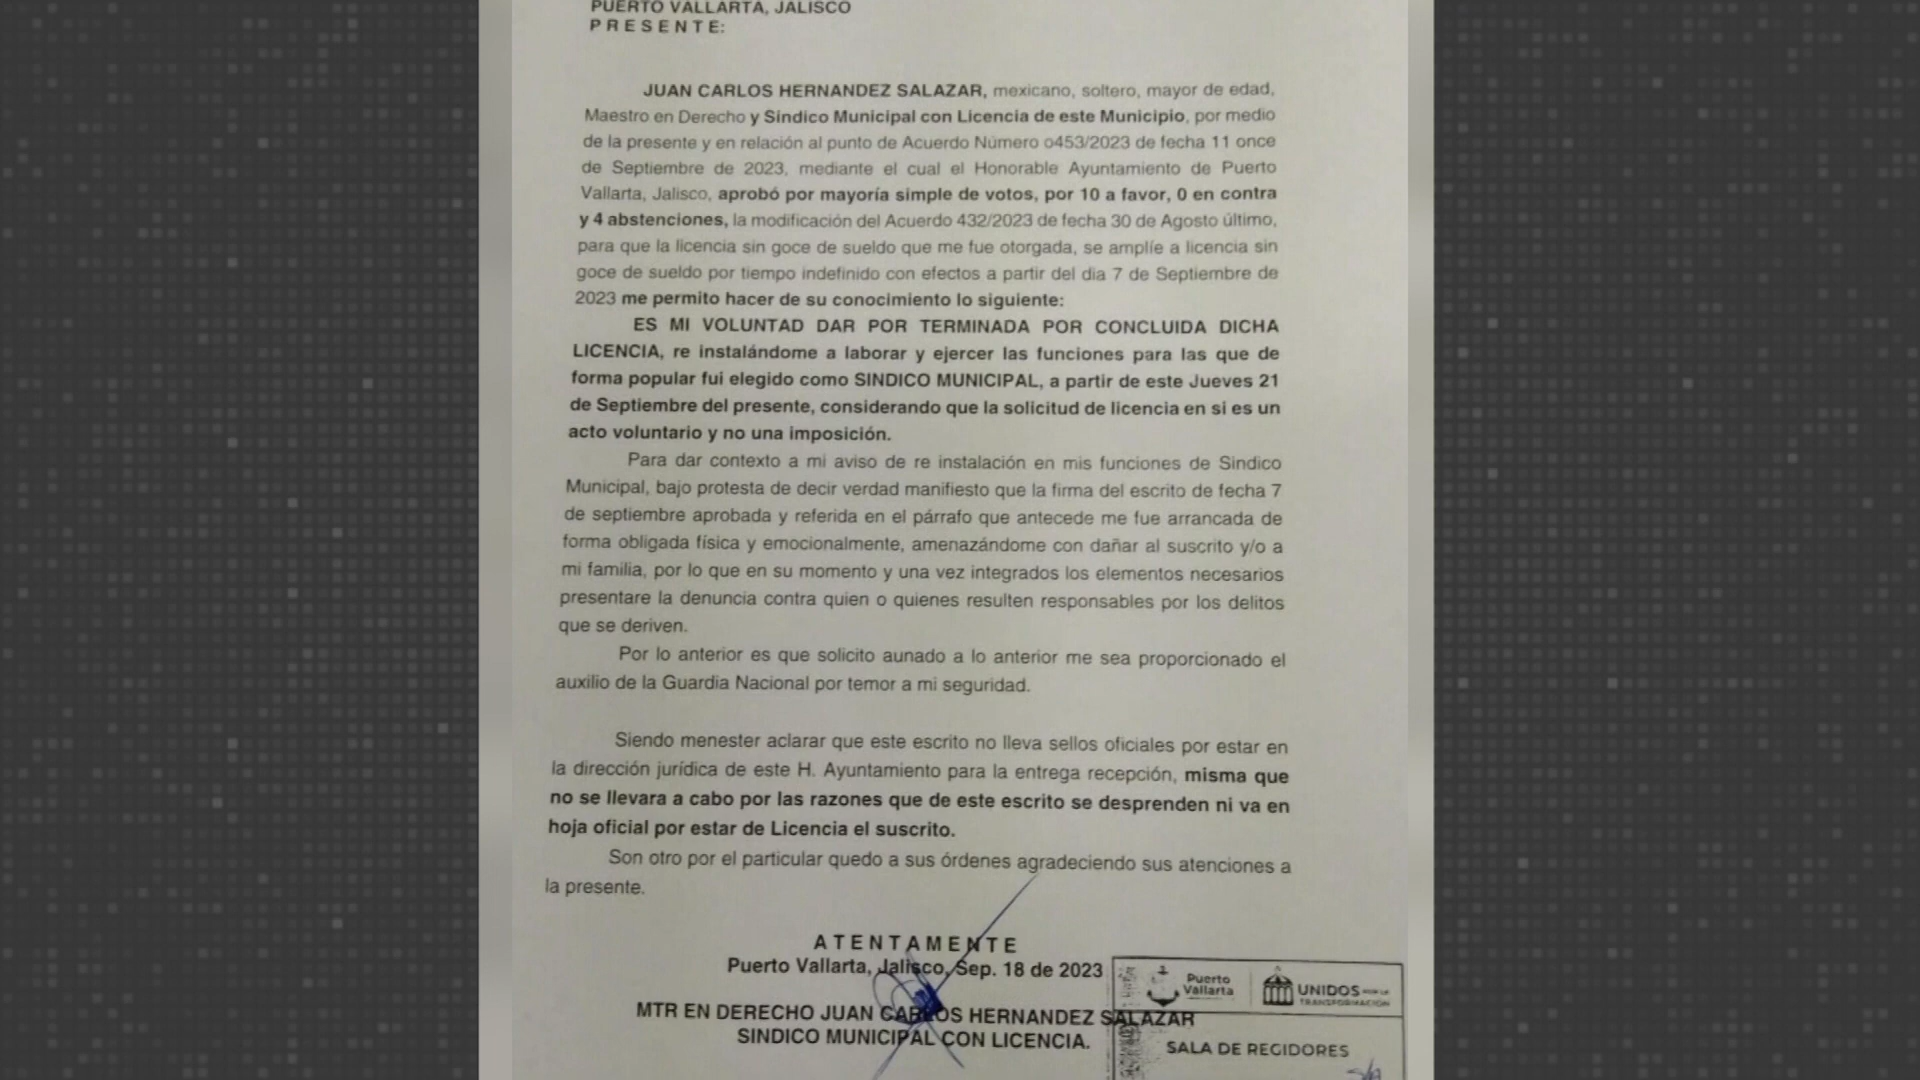 PUERTO VALLARTA, JALISCO
P R E S E N T E:
JUAN CARLOS HERNANDEZ SALAZAR, mexicano, soltero, mayor de edad,
Maestro en Derecho y Sindico Municipal con Licencia de este Municipio, por medio
de la presente y en relación al punto de Acuerdo Número o453/2023 de fecha 11 once
de Septiembre de 2023, mediante el cual el Honorable Ayuntamiento de Puerto
Vallarta, Jalisco, aprobó por mayoría simple de votos, por 10 a favor, 0 en contra
y 4 abstenciones, la modificación del Acuerdo 432/2023 de fecha 30 de Agosto último,
para que la licencia sin goce de sueldo que me fue otorgada, se amplíe a licencia sin
goce de sueldo por tiempo indefinido con efectos a partir del dia 7 de Septiembre de
2023 me permito hacer de su conocimiento lo siguiente:
ES MI VOLUNTAD DAR POR TERMINADA POR CONCLUIDA DICHA
LICENCIA, re instalándome a laborar y ejercer las funciones para las que de
forma popular fui elegido como SINDICO MUNICIPAL, a partir de este Jueves 21
de Septiembre del presente, considerando que la solicitud de licencia en si es un
acto voluntario y no una imposición.
Para dar contexto a mi aviso de re instalación en mis funciones de Sindico
Municipal, bajo protesta de decir verdad manifiesto que la firma del escrito de fecha 7
de septiembre aprobada y referida en el párrafo que antecede me fue arrancada de
forma obligada física y emocionalmente, amenazándome con dañar al suscrito y/o a
mi familia, por lo que en su momento y una vez integrados los elementos necesarios
presentare la denuncia contra quien o quienes resulten responsables por los delitos
que se deriven.
Por lo anterior es que solicito aunado a lo anterior me sea proporcionado el
auxilio de la Guardia Nacional por temor a mi seguridad.
Siendo menester aclarar que este escrito no lleva sellos oficiales por estar en
la dirección jurídica de este H. Ayuntamiento para la entrega recepción, misma que
no se llevara a cabo por las razones que de este escrito se desprenden ni va en
hoja oficial por estar de Licencia el suscrito.
Son otro por el particular quedo a sus órdenes agradeciendo sus atenciones a
la presente.
A T E N T A M E N T E
Puerto Vallarta, Jalisco, Sep. 18 de 2023
MTR EN DERECHO JUAN CARLOS HERNANDEZ SALAZAR
SINDICO MUNICIPAL CON LICENCIA.
Puerto
Vallarta
UNIDOS POR LA
TRANSFORMACIÓN
SALA DE REGIDORES